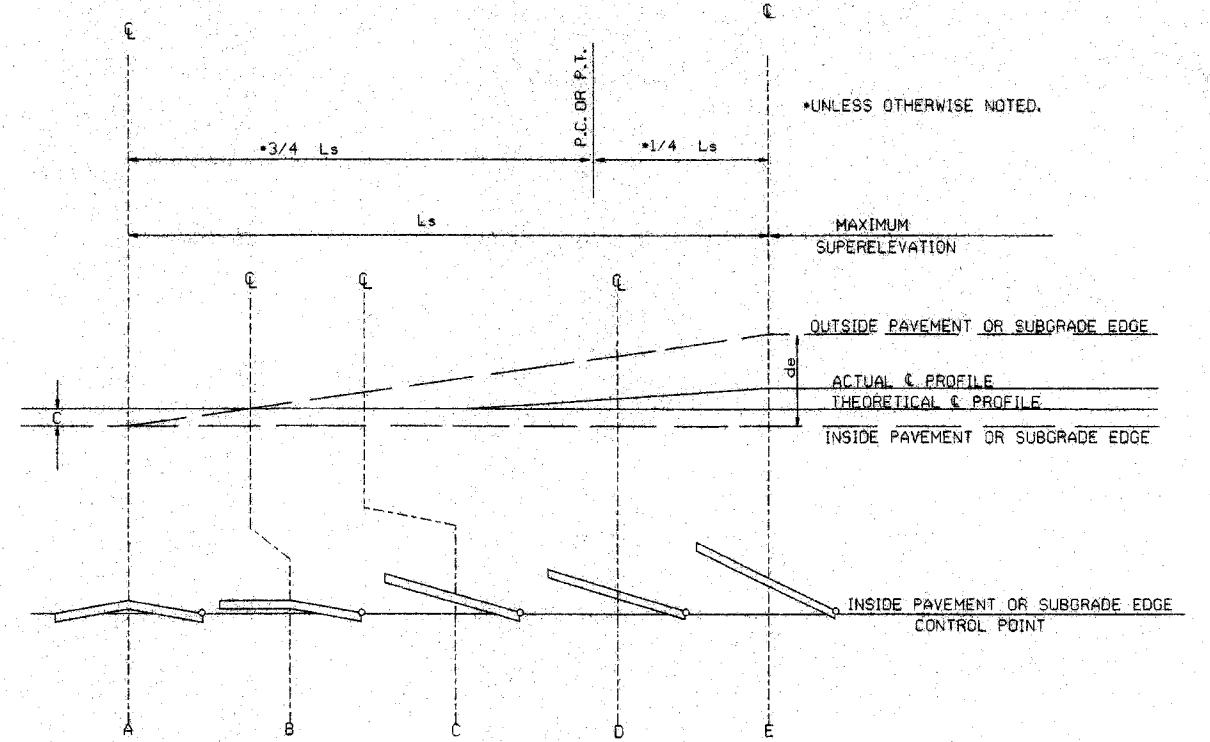 ℄
℄
P.C. OR P.T.
*UNLESS OTHERWISE NOTED.
*3/4 Ls
*1/4 Ls
Ls
MAXIMUM
SUPERELEVATION
℄
℄
℄
OUTSIDE PAVEMENT OR SUBGRADE EDGE
de
ACTUAL ℄ PROFILE
THEORETICAL ℄ PROFILE
C
INSIDE PAVEMENT OR SUBGRADE EDGE
INSIDE PAVEMENT OR SUBGRADE EDGE
CONTROL POINT
A
B
C
D
E